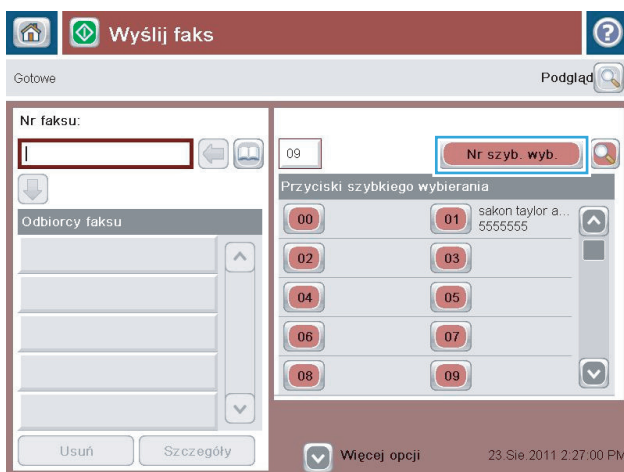 Wyślij faks
?
Gotowe
Podgląd
Nr faksu:
09
Nr szyb. wyb.
Przyciski szybkiego wybierania
Odbiorcy faksu
00
01
sakon taylor a...
5555555
02
03
04
05
06
07
08
09
Usuń
Szczegóły
Więcej opcji
23.Sie.2011 2:27:00 PM